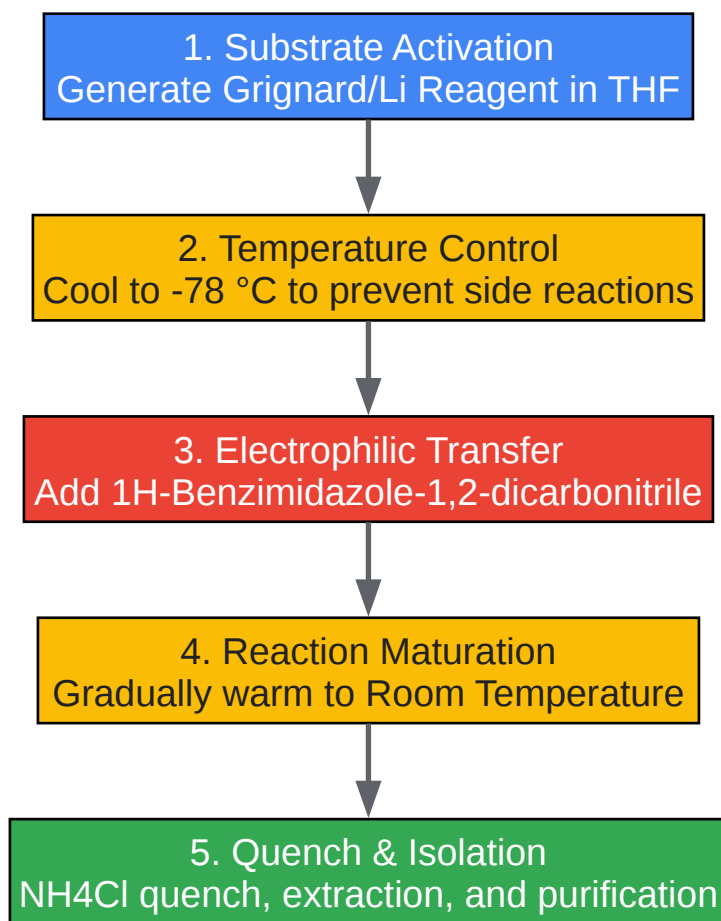 1. Substrate Activation
Generate Grignard/Li Reagent in THF
2. Temperature Control
Cool to -78 °C to prevent side reactions
3. Electrophilic Transfer
Add 1H-Benzimidazole-1,2-dicarbonitrile
4. Reaction Maturation
Gradually warm to Room Temperature
5. Quench & Isolation
NH4Cl quench, extraction, and purification